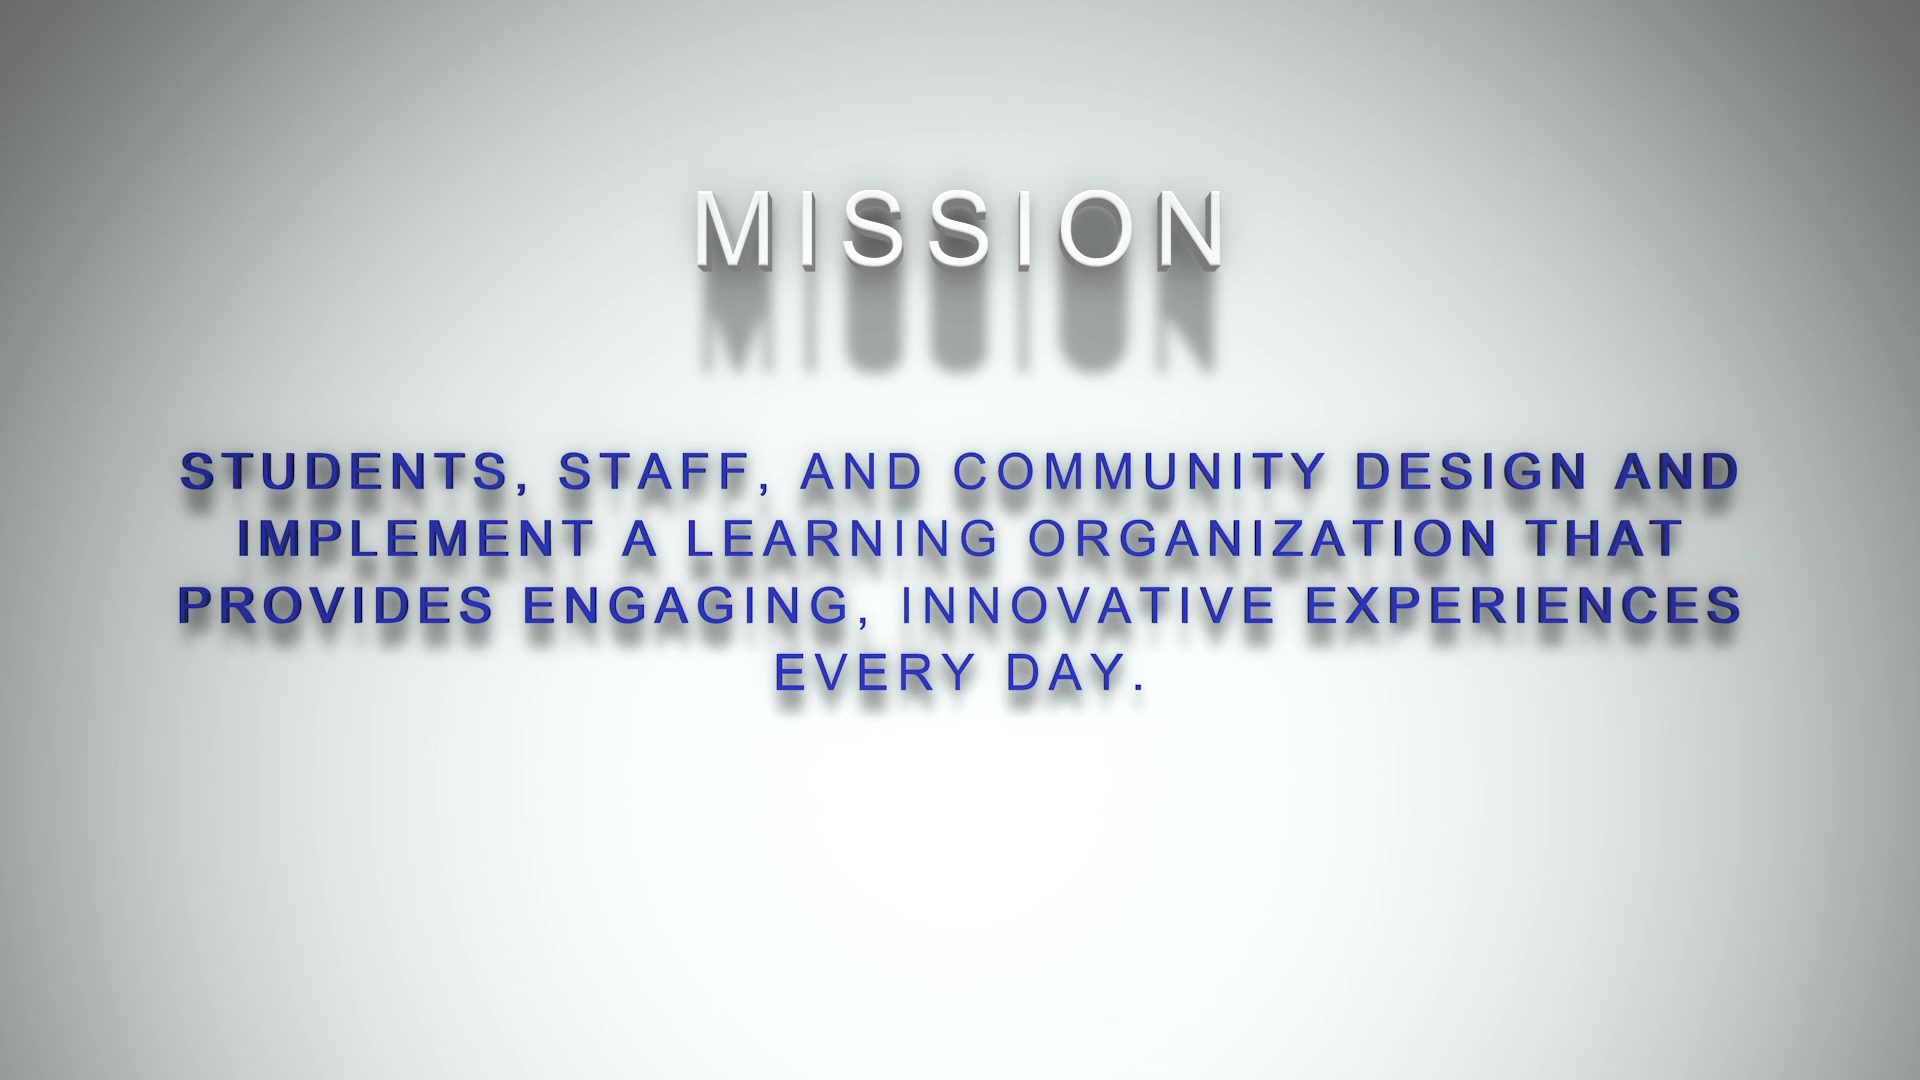 MISSION
STUDENTS, STAFF, AND COMMUNITY DESIGN AND
IMPLEMENT A LEARNING ORGANIZATION THAT
PROVIDES ENGAGING, INNOVATIVE EXPERIENCES
EVERY DAY.